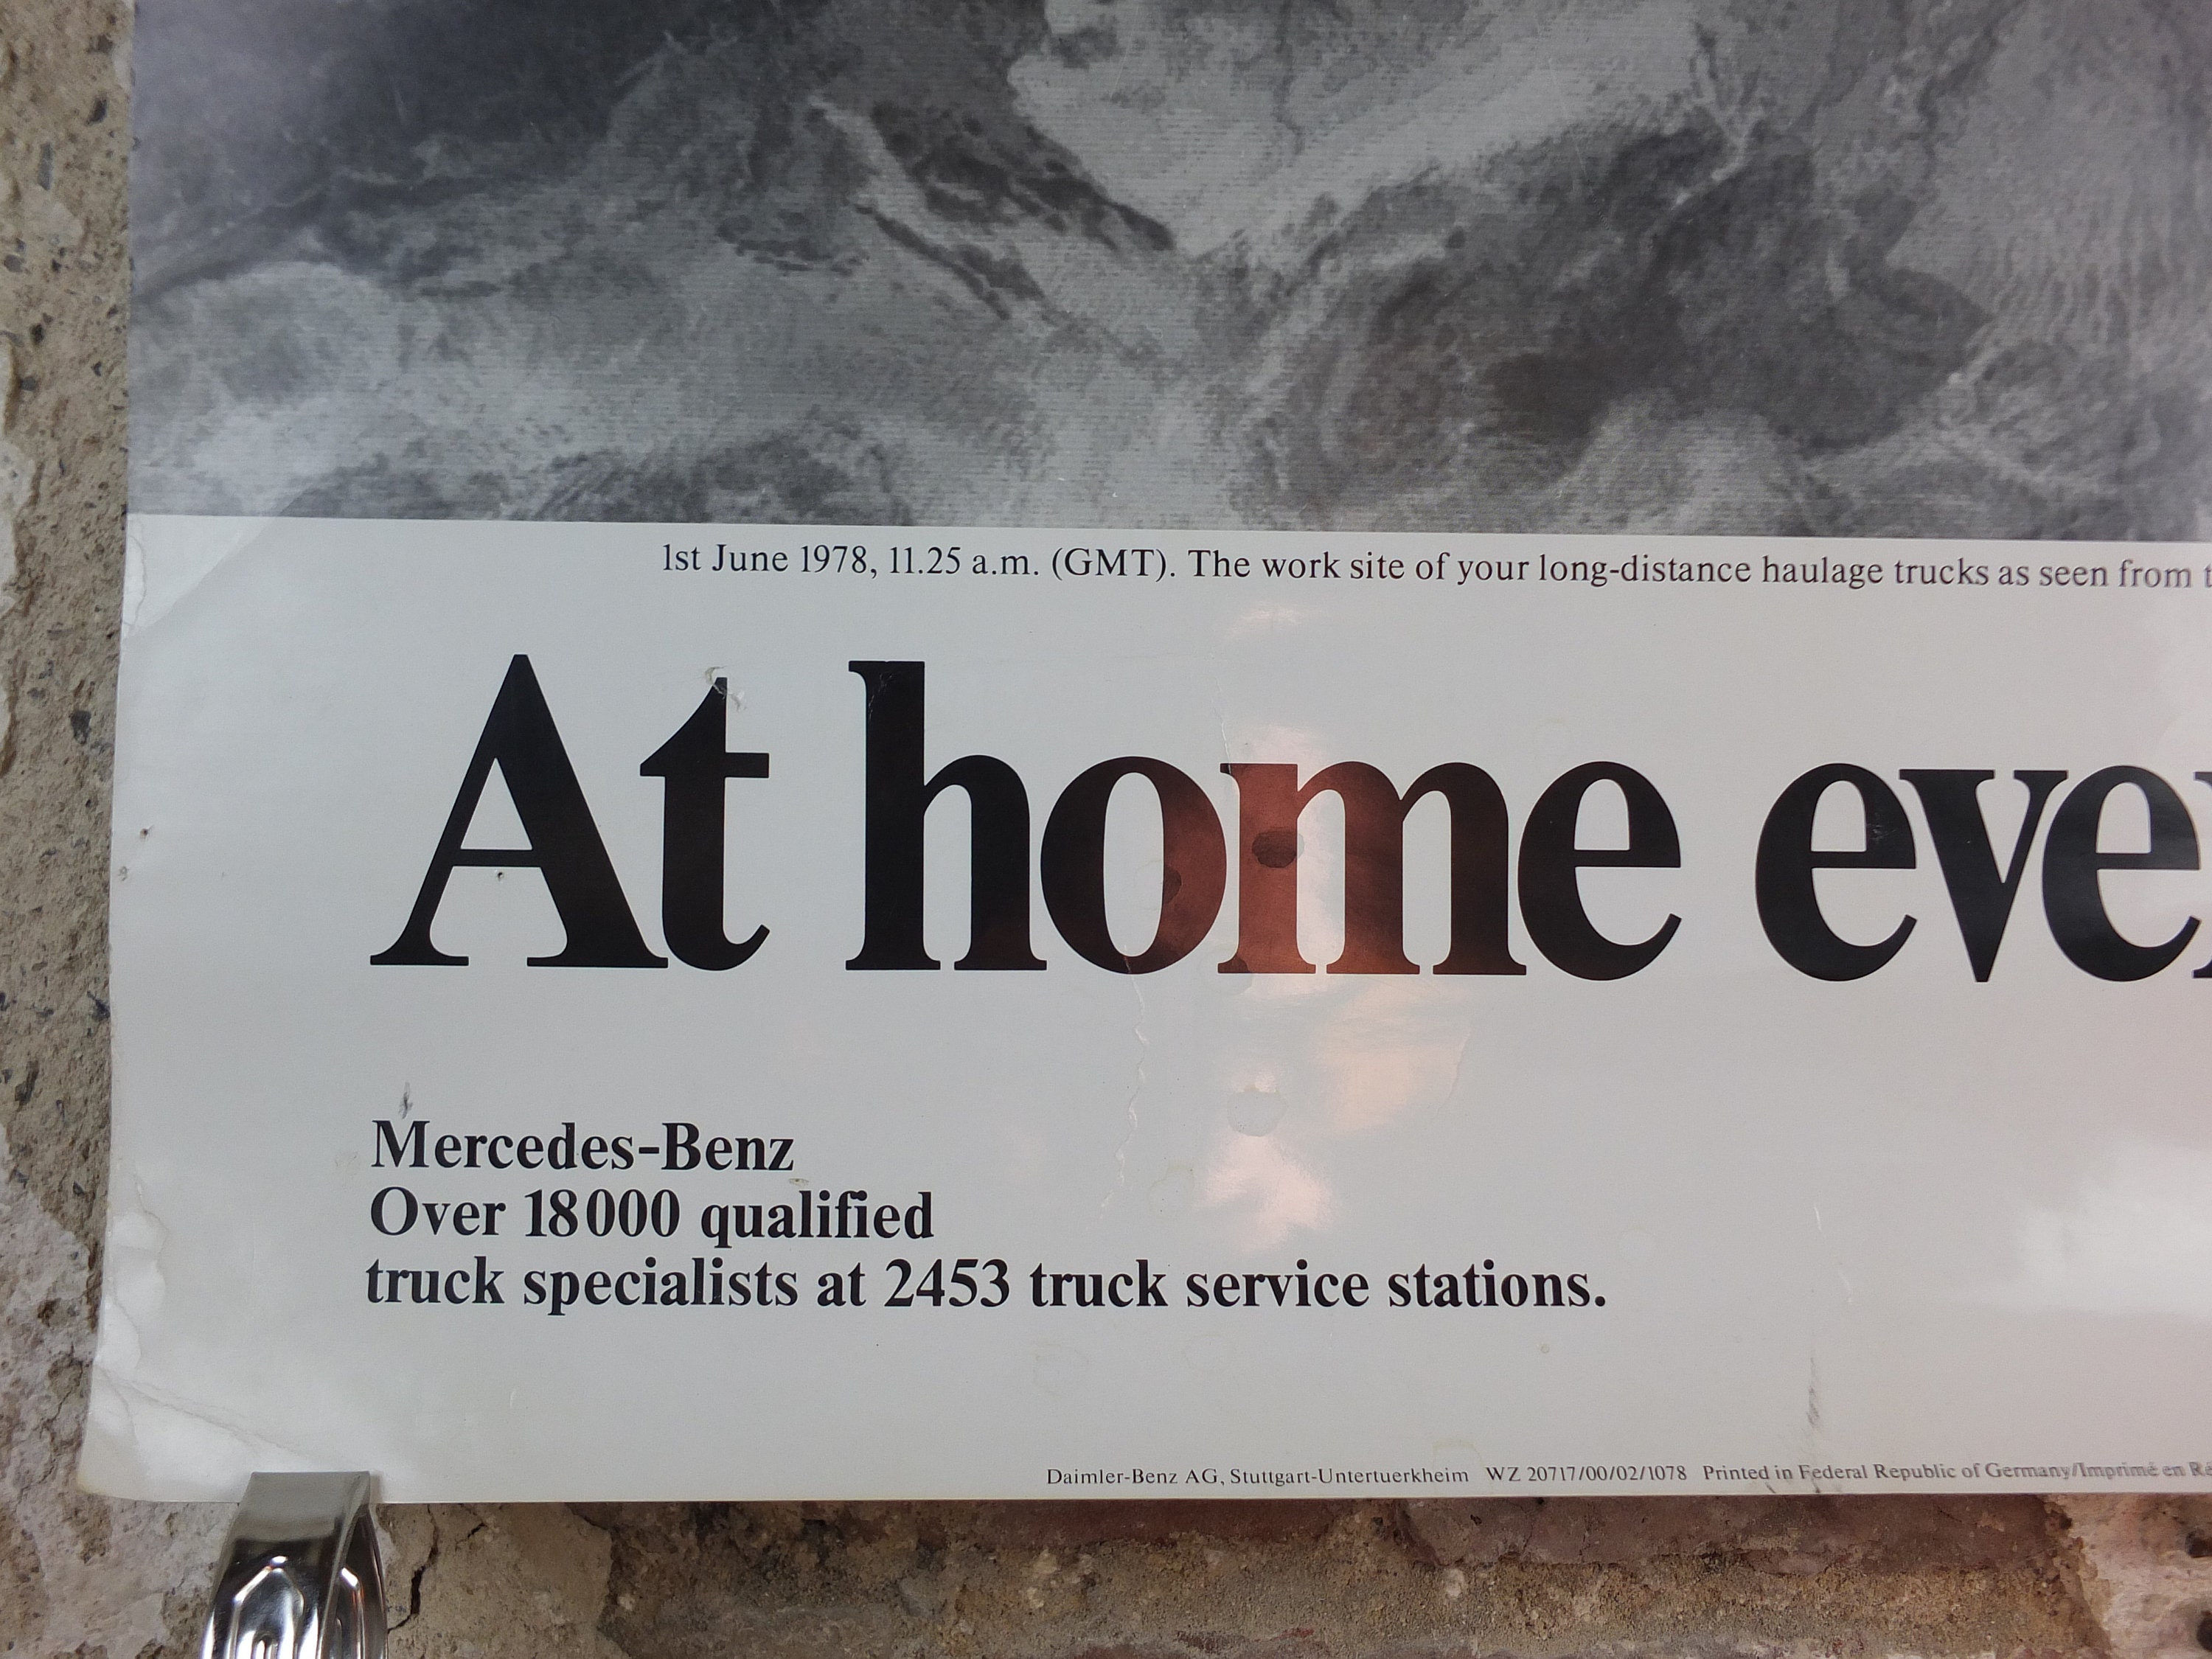 1st June 1978, 11.25 a.m. (GMT). The work site of your long-distance haulage trucks as seen from
At home
Mercedes-Benz
Over 18000 qualified
truck specialists at 2453 truck service stations.
Daimler-Benz AG, Stuttgart-Untertuerkheim WZ 20717/00/02/1078 Printed in Federal Republic of Germany/Imprimé en